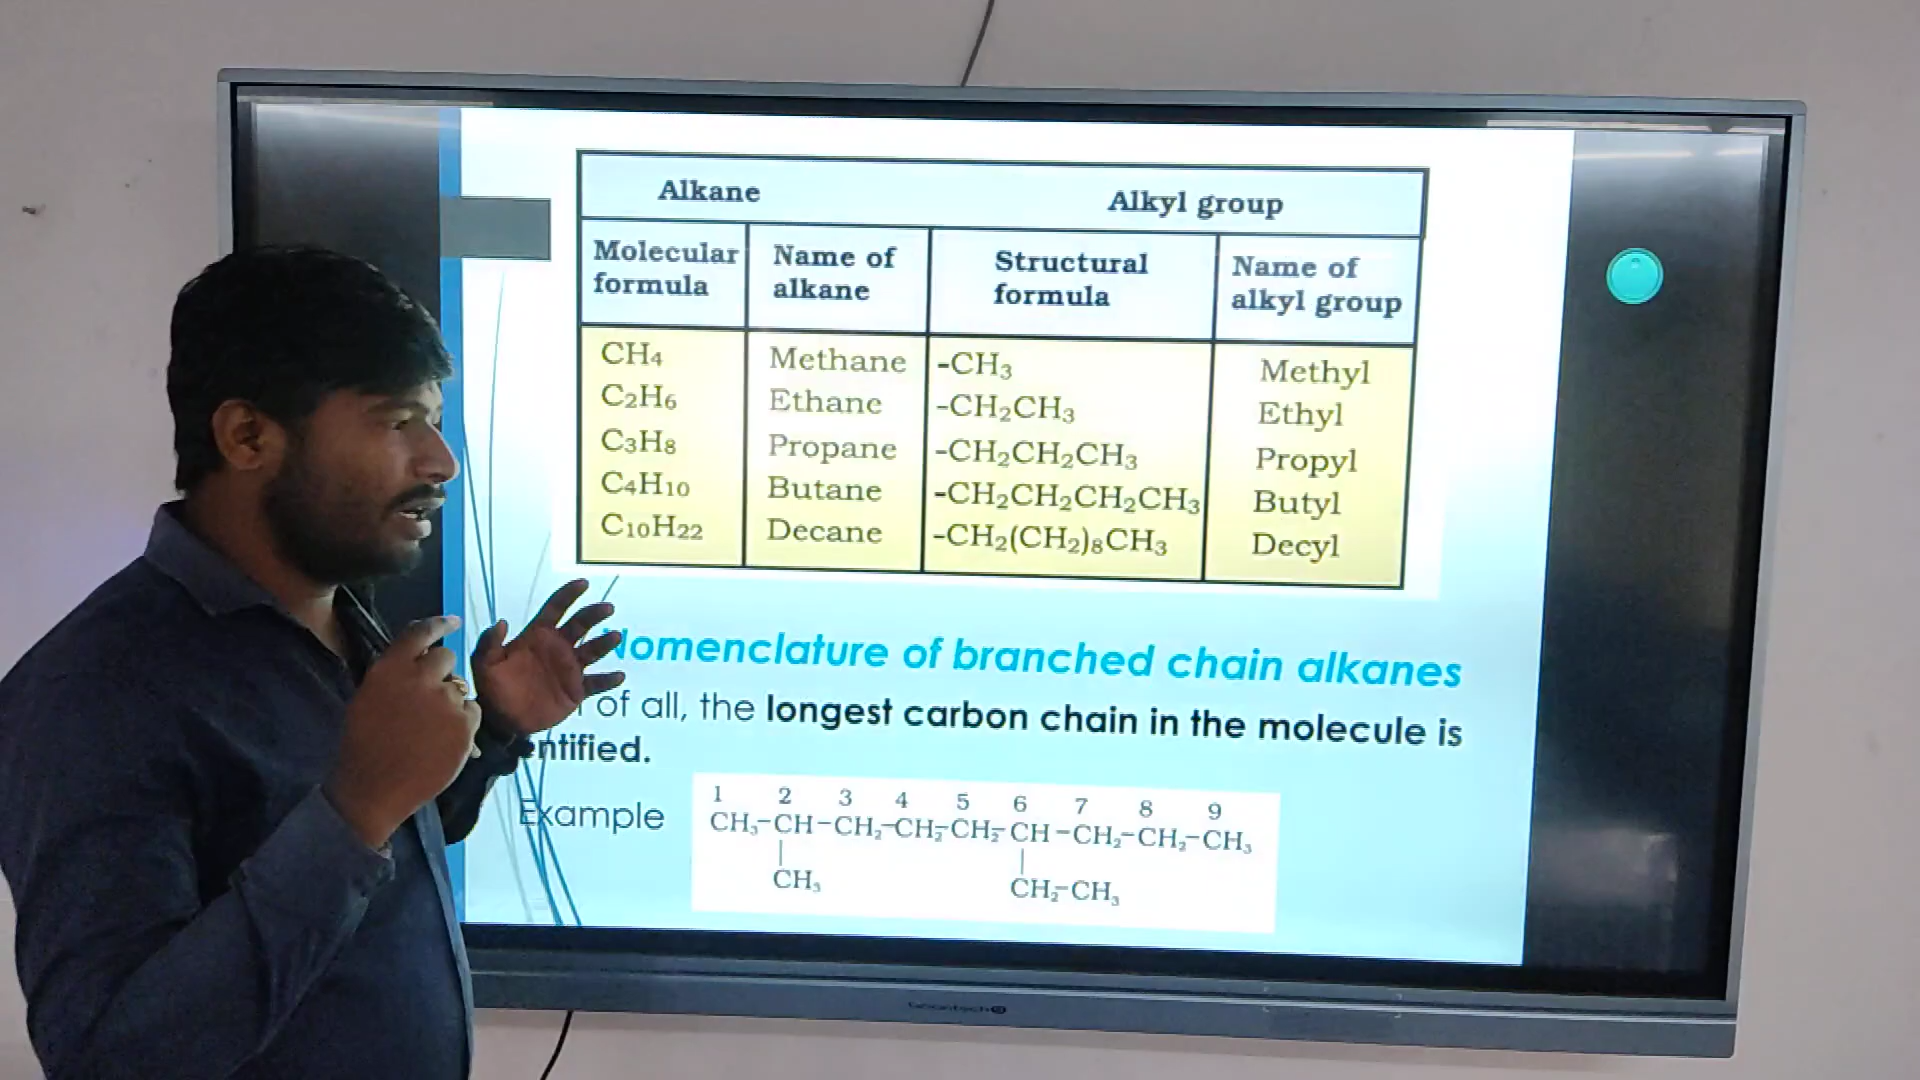 Alkane Alkyl group
Molecular formula Name of alkane Structural formula Name of alkyl group
CH4 Methane -CH3 Methyl
C2H6 Ethane -CH2CH3 Ethyl
C3H8 Propane -CH2CH2CH3 Propyl
C4H10 Butane -CH2CH2CH2CH3 Butyl
C10H22 Decane -CH2(CH2)8CH3 Decyl
Nomenclature of branched chain alkanes
of all, the longest carbon chain in the molecule is
entified.
Example
1 2 3 4 5 6 7 8 9
CH3-CH-CH2-CH2-CH2-CH-CH2-CH2-CH3
CH3 CH2-CH3